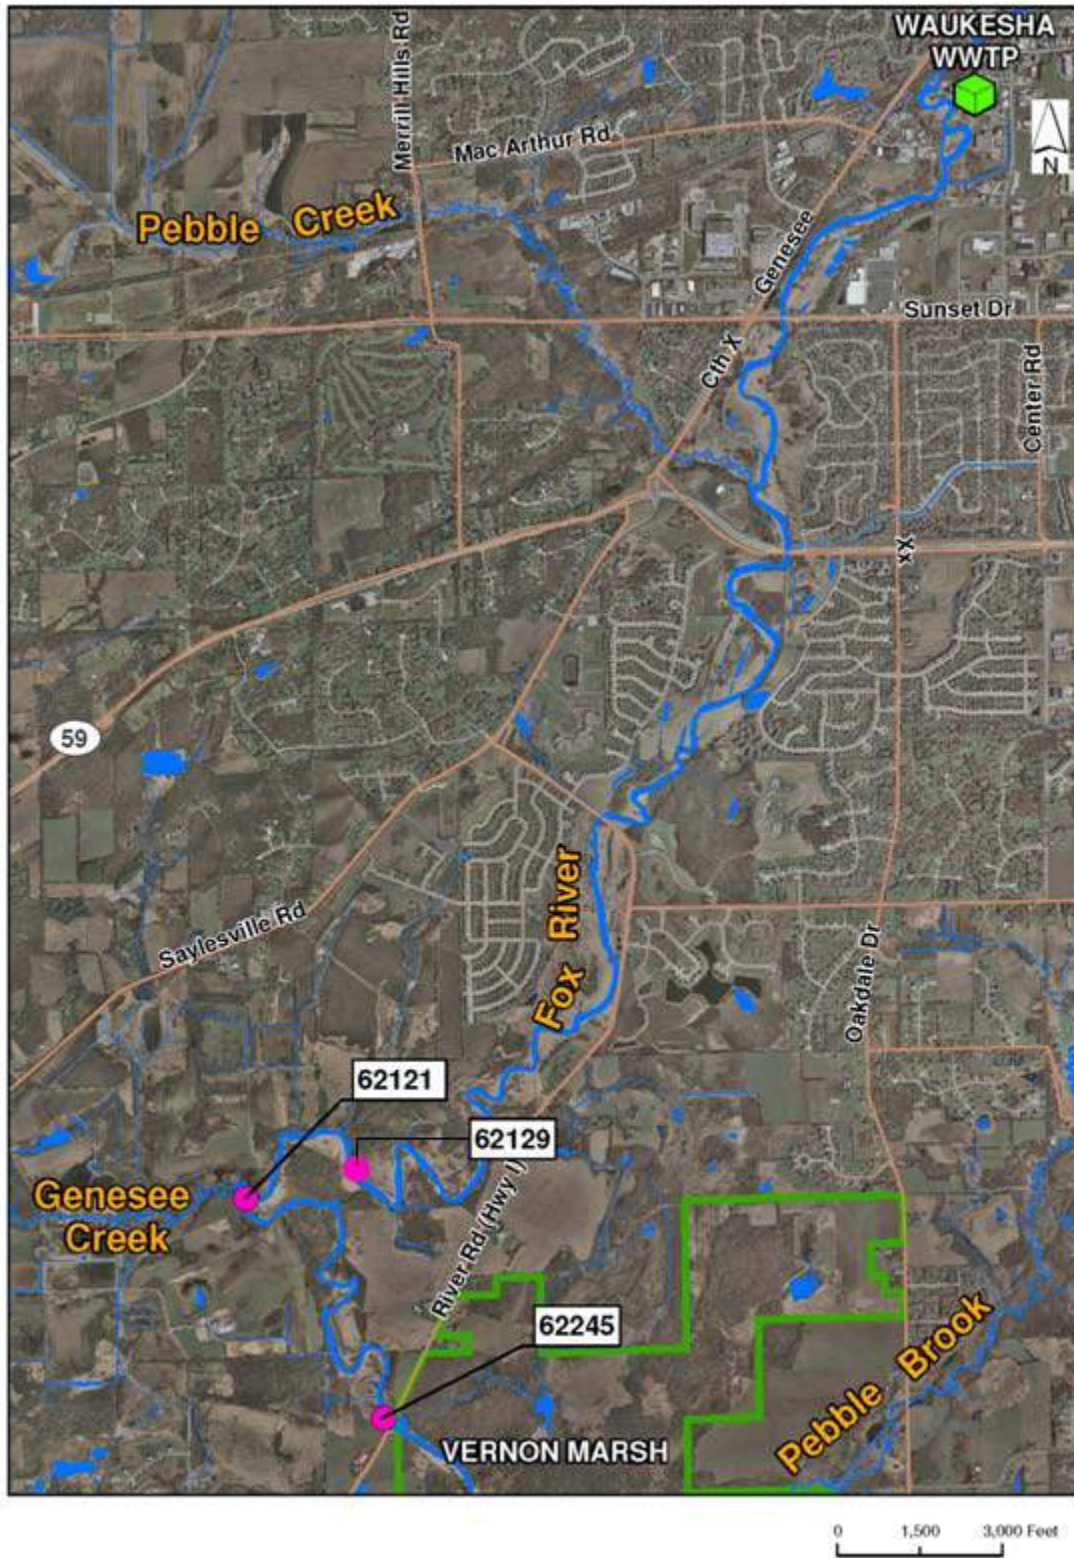 WAUKESHA
WWTP
N
Merrill Hills Rd
Mac Arthur Rd
Pebble Creek
Genesee
Cth X
Sunset Dr
Center Rd
XX
59
Saylesville Rd
Fox River
Oakdale Dr
62121
62129
Genesee
Creek
River Rd/(Hwy I)
62245
Pebble Brook
VERNON MARSH
0 1,500 3,000 Feet